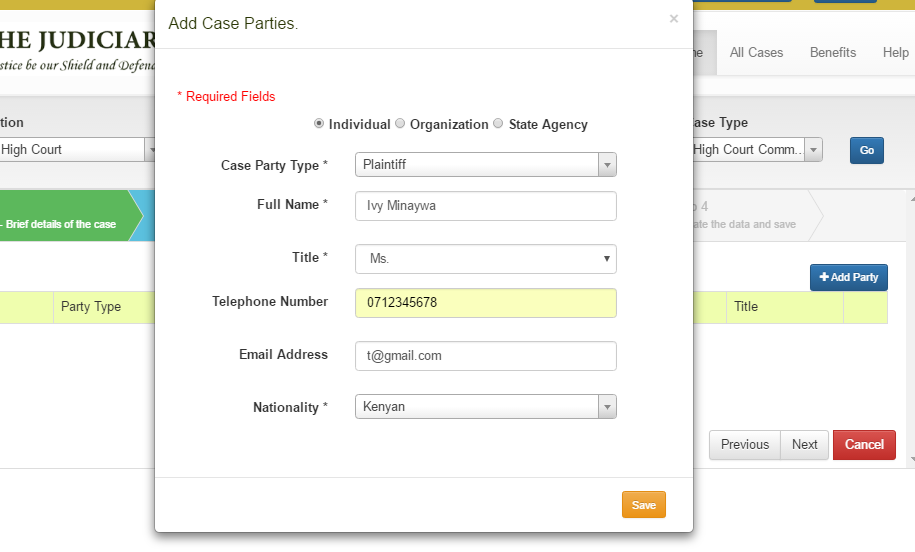 Add Case Parties. ×
THE JUDICIAR
stice be our Shield and Defenc
All Cases Benefits Help
* Required Fields
Individual Organization State Agency
tion
High Court
ase Type
High Court Comm...
Go
Case Party Type * Plaintiff
Full Name * Ivy Minaywa
- Brief details of the case
4
ate the data and save
Title * Ms.
Add Party
Telephone Number 0712345678
Party Type Title
Email Address t@gmail.com
Nationality * Kenyan
Previous Next Cancel
Save